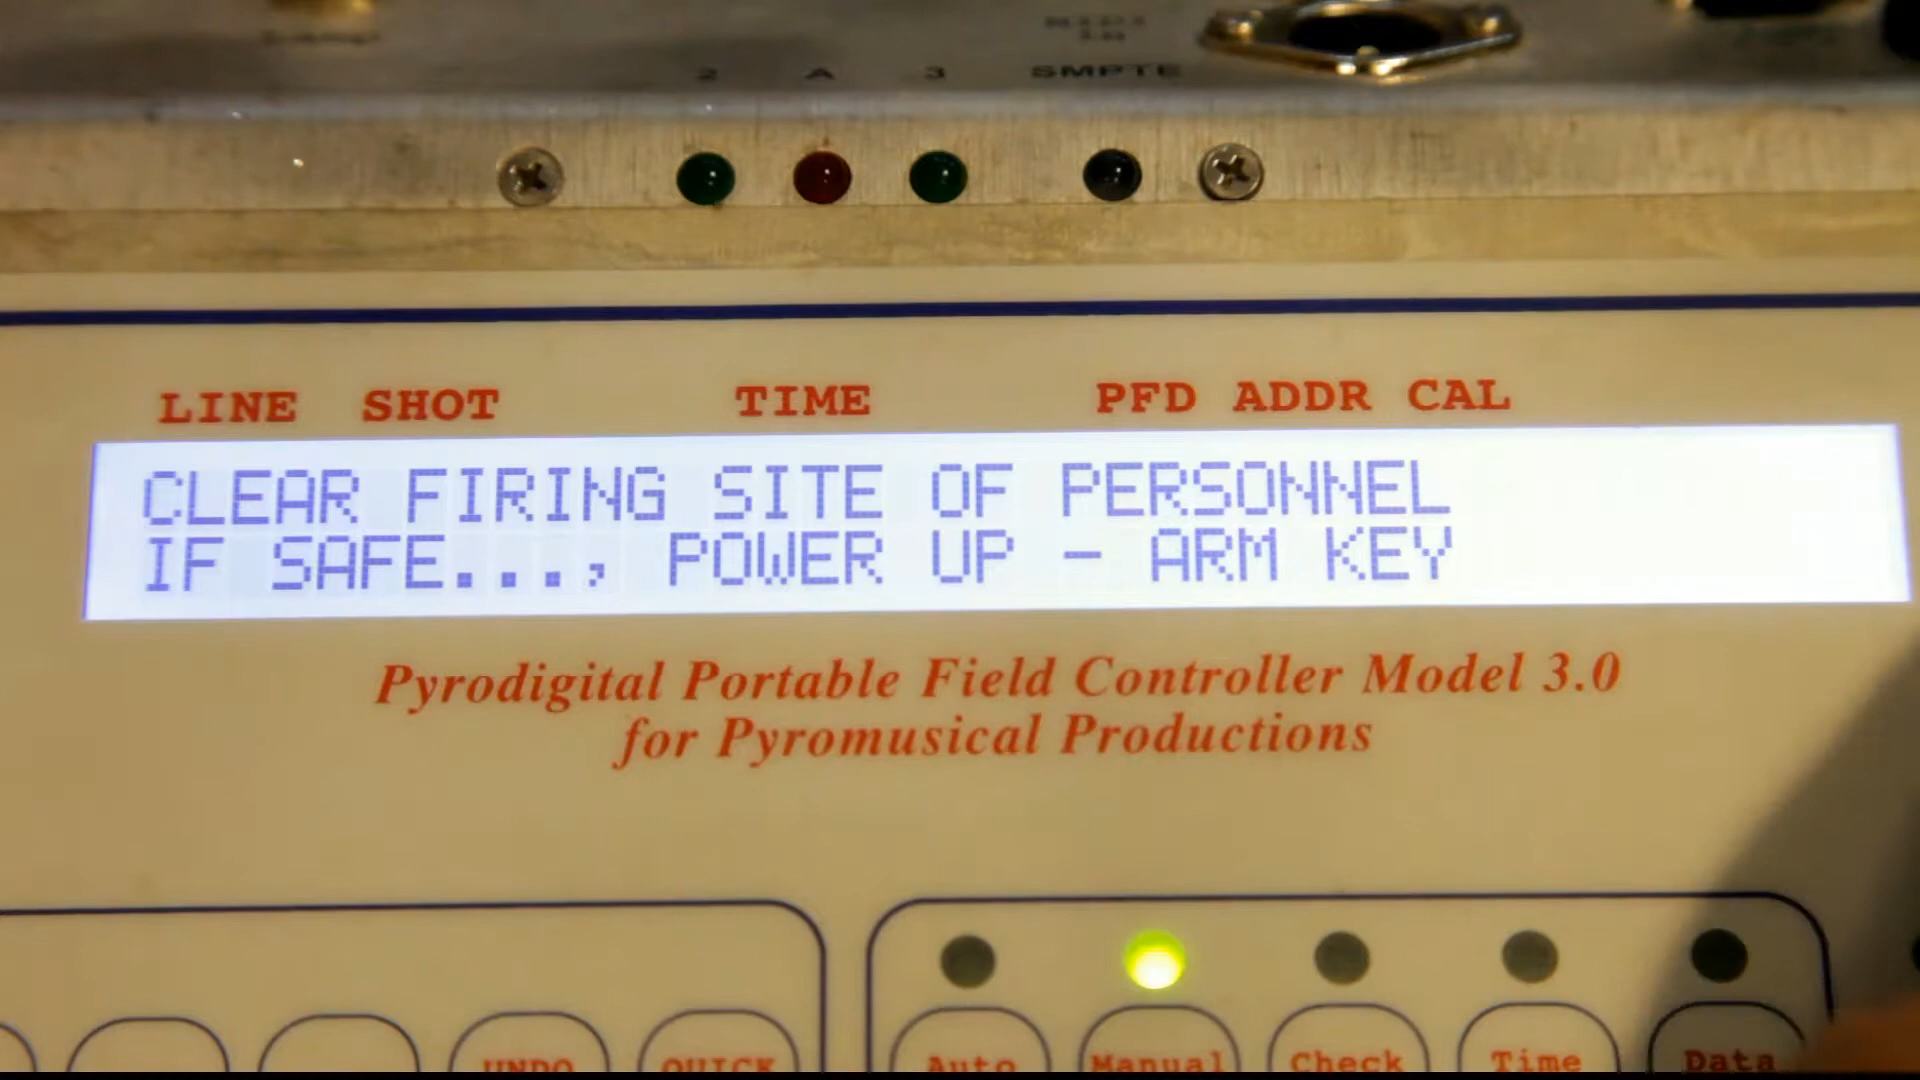 2 A 3 SMPTE
LINE SHOT TIME PFD ADDR CAL
CLEAR FIRING SITE OF PERSONNEL
IF SAFE..., POWER UP - ARM KEY
Pyrodigital Portable Field Controller Model 3.0
for Pyromusical Productions
UNDO QUICK Auto Manual Check Time Data